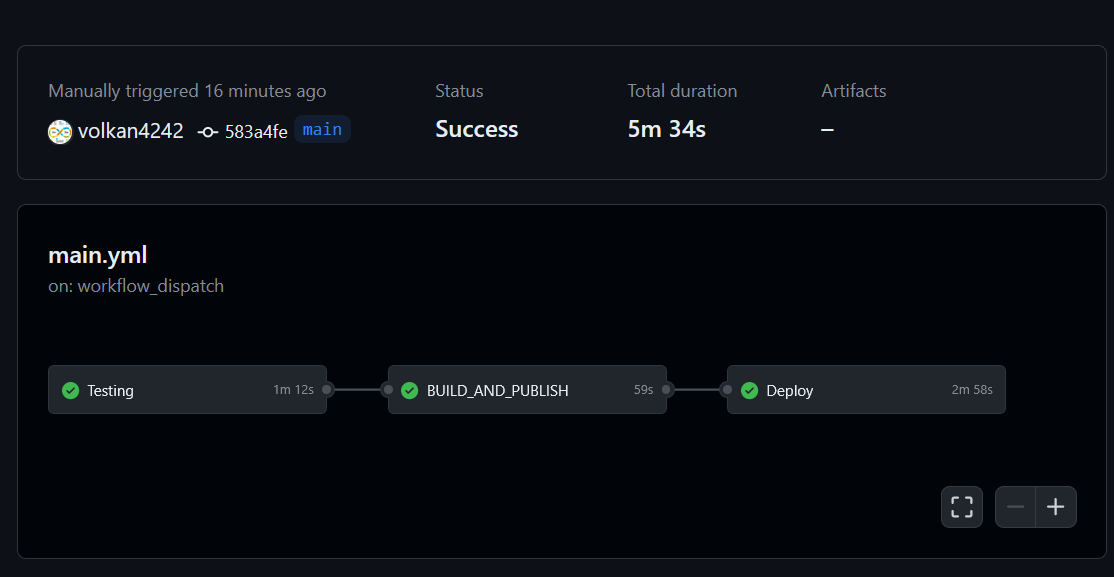 Manually triggered 16 minutes ago
volkan4242 583a4fe main
Status
Success
Total duration
5m 34s
Artifacts
–
main.yml
on: workflow_dispatch
Testing 1m 12s
BUILD_AND_PUBLISH 59s
Deploy 2m 58s